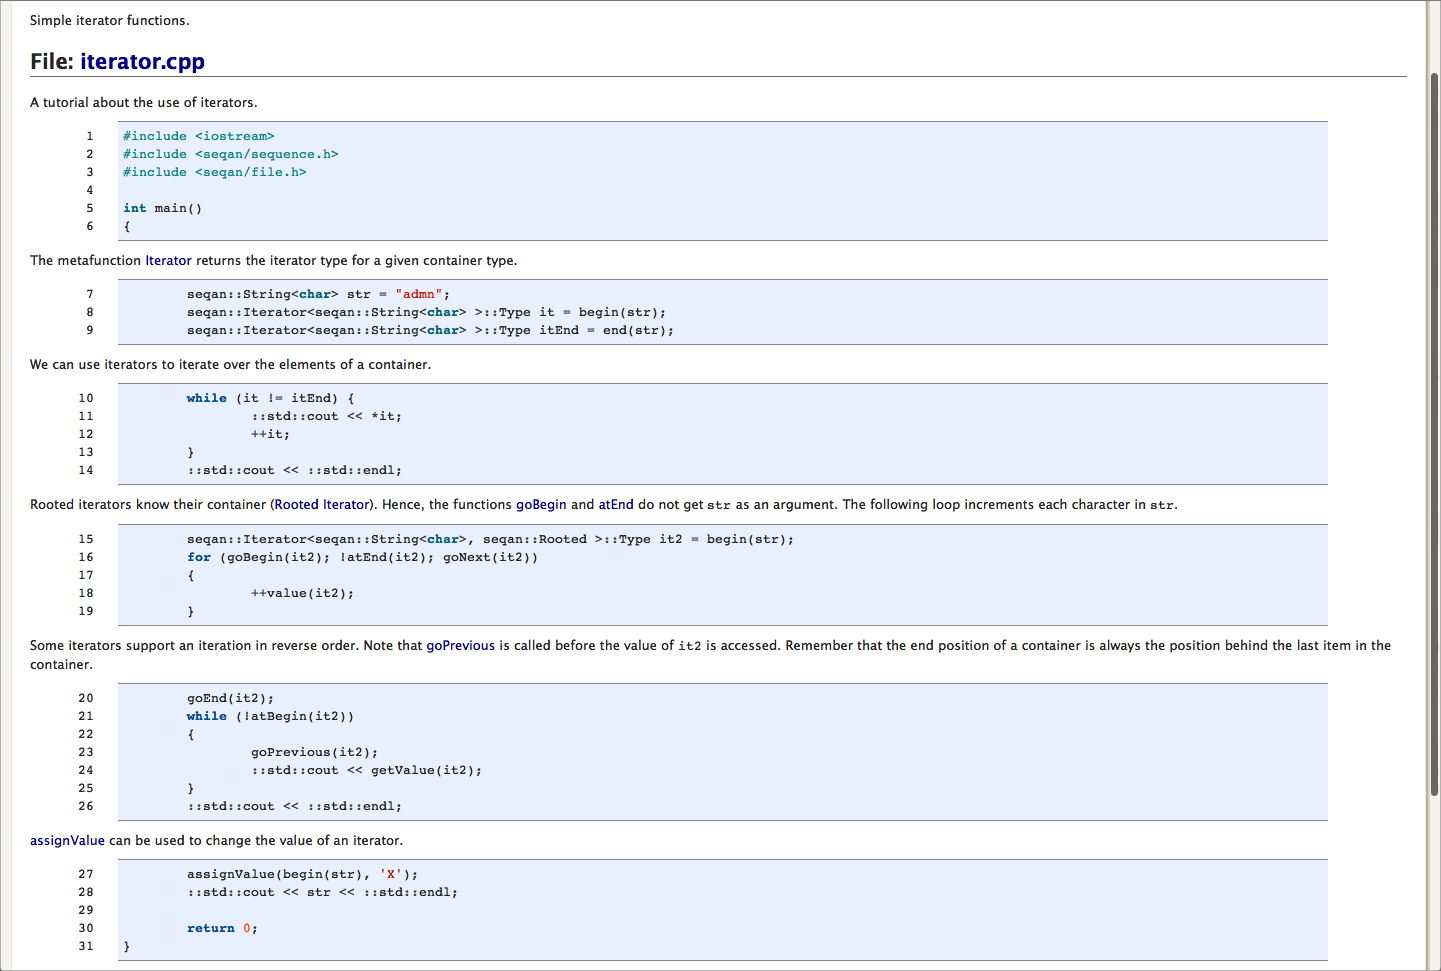 Simple iterator functions.
File: iterator.cpp
A tutorial about the use of iterators.
1 #include <iostream>
2 #include <seqan/sequence.h>
3 #include <seqan/file.h>
4
5 int main()
6 {
The metafunction Iterator returns the iterator type for a given container type.
7 seqan::String<char> str = "admn";
8 seqan::Iterator<seqan::String<char> >::Type it = begin(str);
9 seqan::Iterator<seqan::String<char> >::Type itEnd = end(str);
We can use iterators to iterate over the elements of a container.
10 while (it != itEnd) {
11 ::std::cout << *it;
12 ++it;
13 }
14 ::std::cout << ::std::endl;
Rooted iterators know their container (Rooted Iterator). Hence, the functions goBegin and atEnd do not get str as an argument. The following loop increments each character in str.
15 seqan::Iterator<seqan::String<char>, seqan::Rooted >::Type it2 = begin(str);
16 for (goBegin(it2); !atEnd(it2); goNext(it2))
17 {
18 ++value(it2);
19 }
Some iterators support an iteration in reverse order. Note that goPrevious is called before the value of it2 is accessed. Remember that the end position of a container is always the position behind the last item in the
container.
20 goEnd(it2);
21 while (!atBegin(it2))
22 {
23 goPrevious(it2);
24 ::std::cout << getValue(it2);
25 }
26 ::std::cout << ::std::endl;
assignValue can be used to change the value of an iterator.
27 assignValue(begin(str), 'X');
28 ::std::cout << str << ::std::endl;
29
30 return 0;
31 }